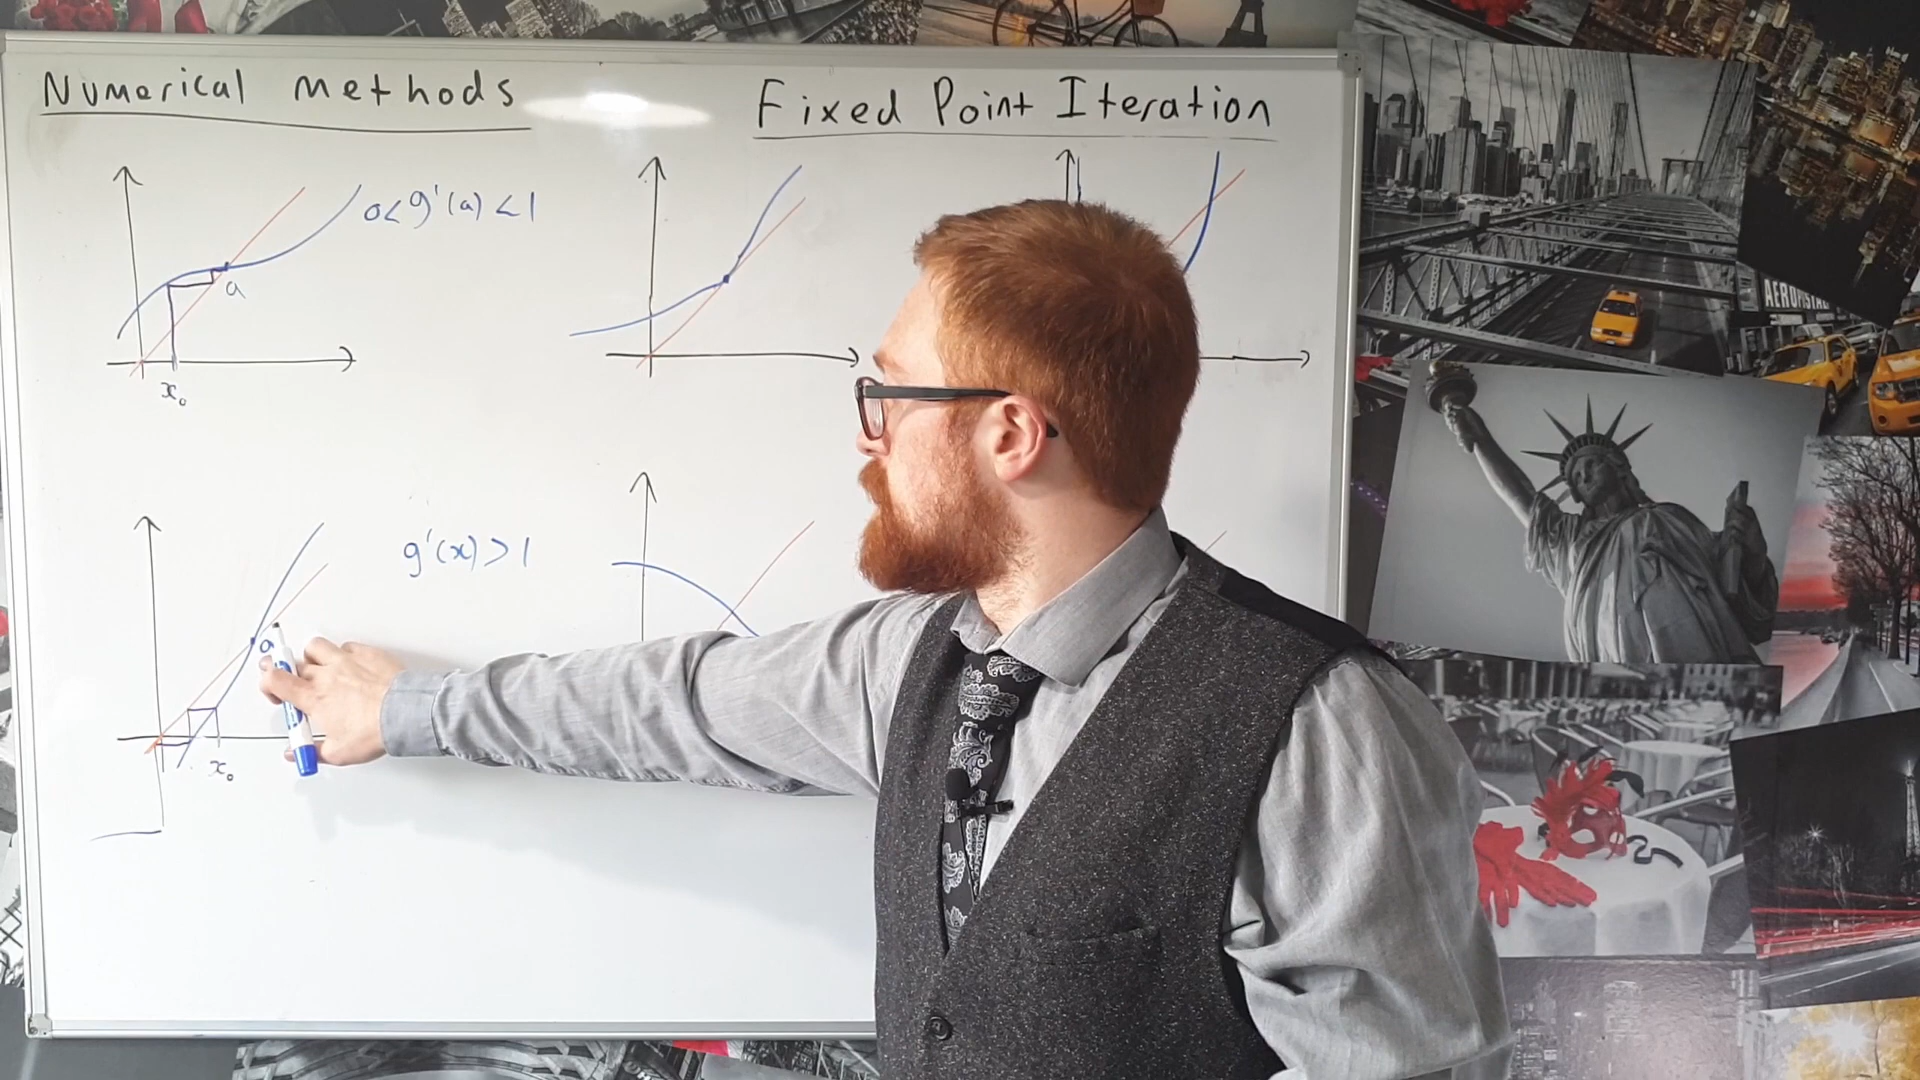 Numerical methods
Fixed Point Iteration
0<g'(a)<1
a
x₀
g'(x)>1
a
x₀